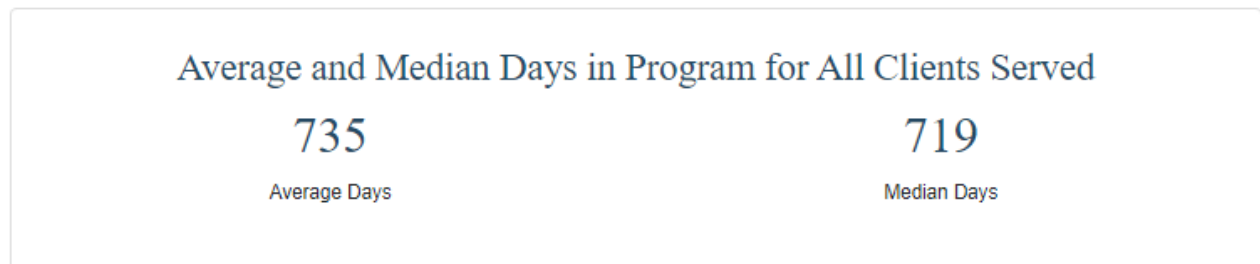 Average and Median Days in Program for All Clients Served
735
719
Average Days
Median Days